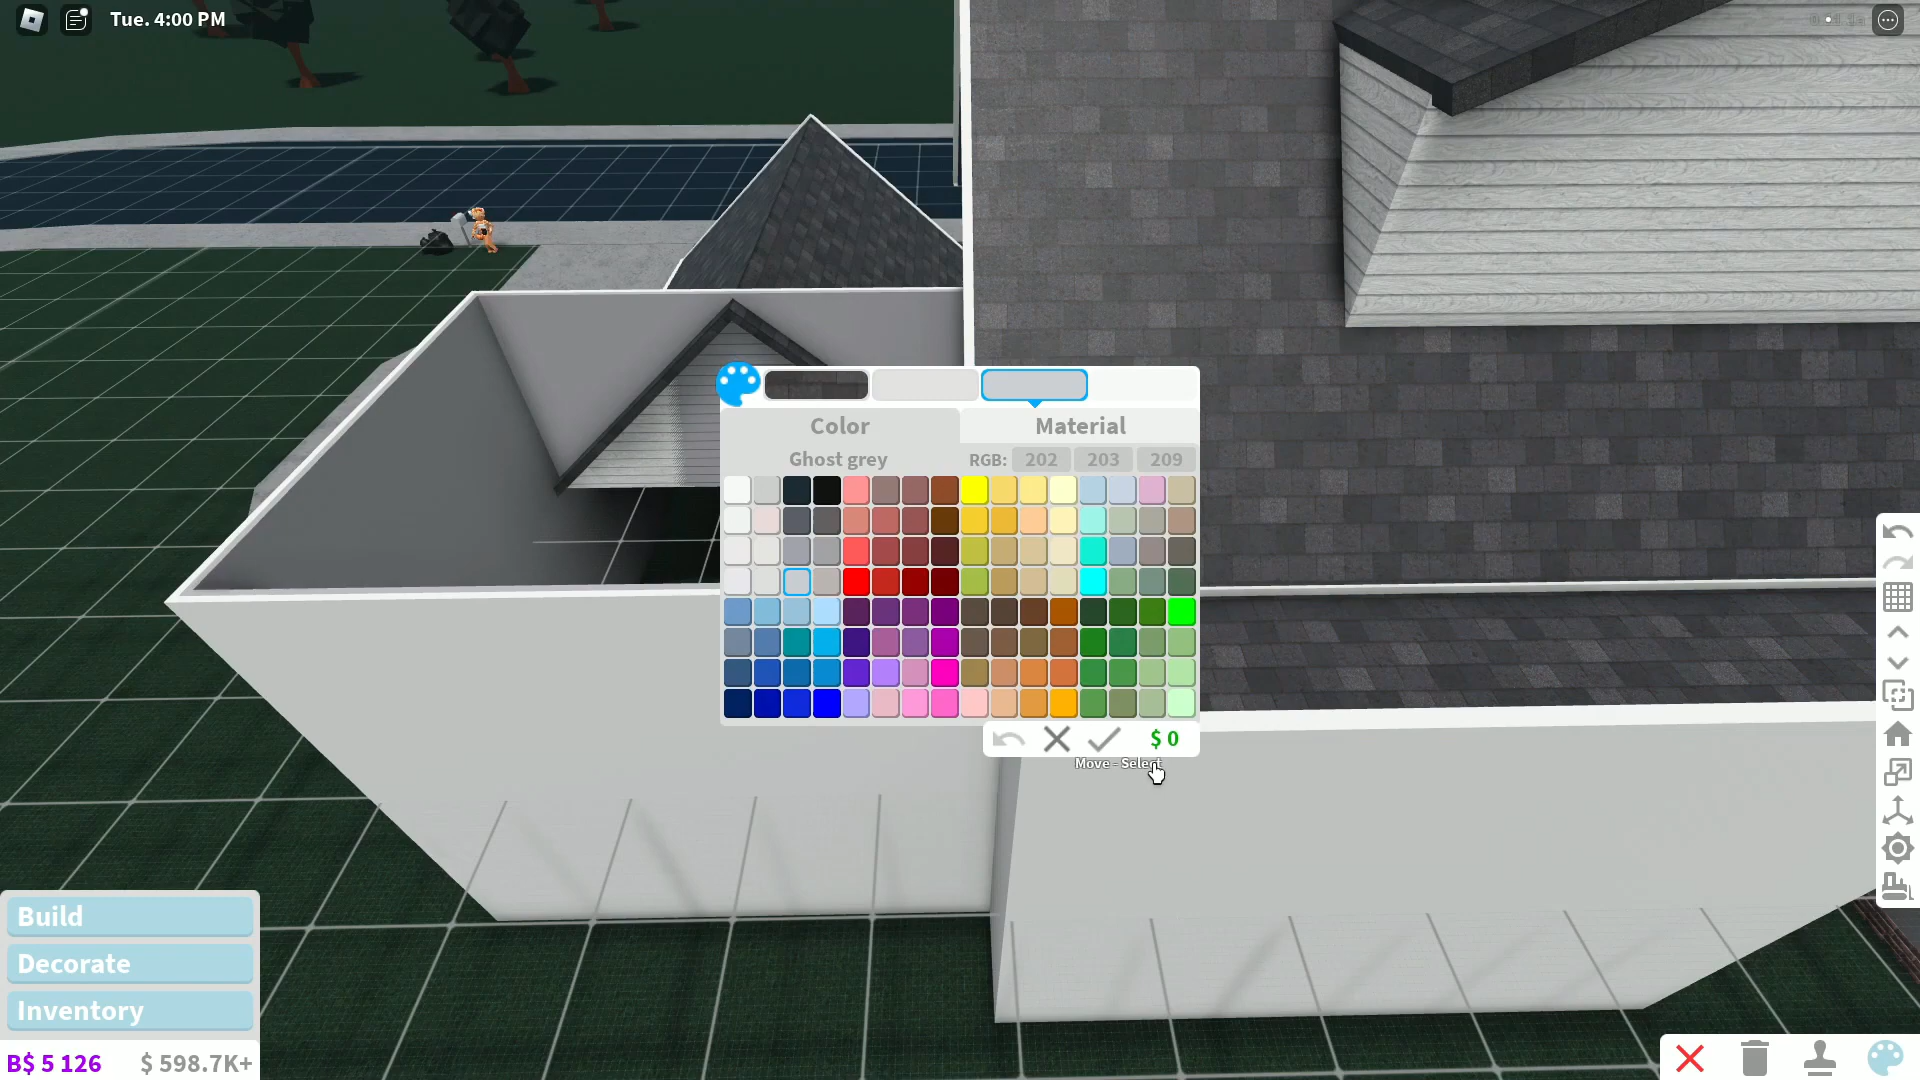 Tue. 4:00 PM
Color
Material
Ghost grey
RGB: 202 203 209
$ 0
Move - Select
Build
Decorate
Inventory
B$ 5 126
$ 598.7K+